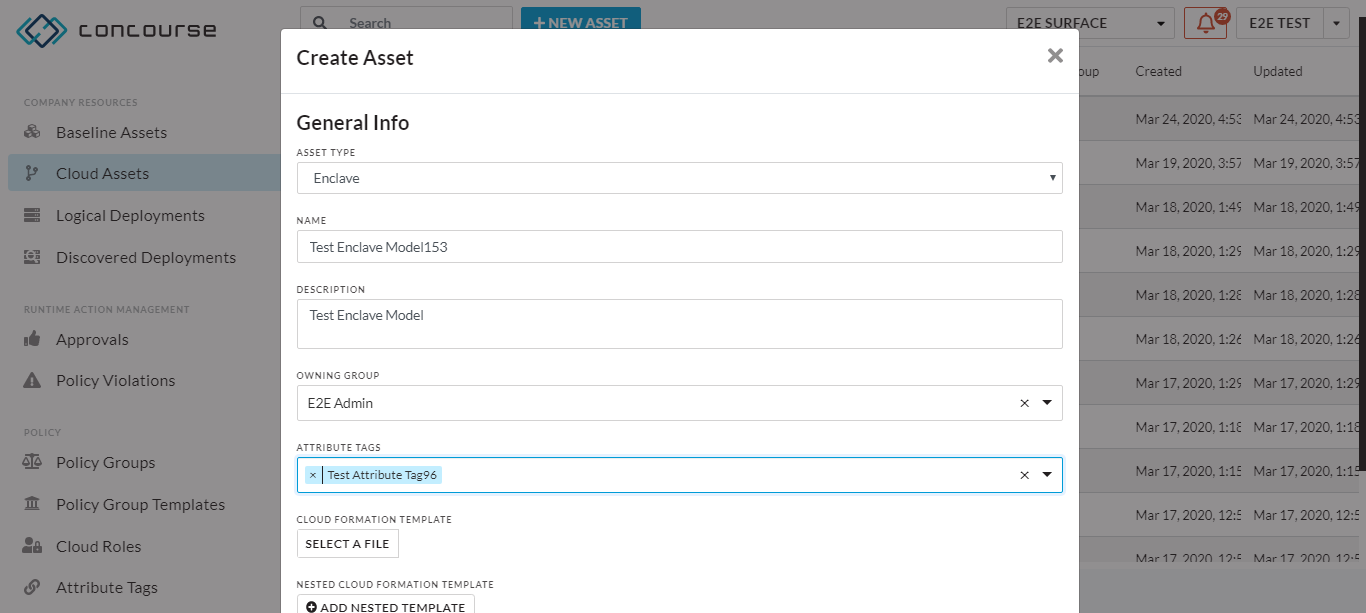 concourse
Search
+ NEW ASSET
E2E SURFACE
29
E2E TEST
COMPANY RESOURCES
Baseline Assets
Cloud Assets
Logical Deployments
Discovered Deployments
RUNTIME ACTION MANAGEMENT
Approvals
Policy Violations
POLICY
Policy Groups
Policy Group Templates
Cloud Roles
Attribute Tags
Create Asset
×
General Info
ASSET TYPE
Enclave
NAME
Test Enclave Model153
DESCRIPTION
Test Enclave Model
OWNING GROUP
E2E Admin
×
ATTRIBUTE TAGS
× Test Attribute Tag96
×
CLOUD FORMATION TEMPLATE
SELECT A FILE
NESTED CLOUD FORMATION TEMPLATE
ADD NESTED TEMPLATE
oup Created Updated
Mar 24, 2020, 4:53 Mar 24, 2020, 4:53
Mar 19, 2020, 3:57 Mar 19, 2020, 3:57
Mar 18, 2020, 1:49 Mar 18, 2020, 1:49
Mar 18, 2020, 1:29 Mar 18, 2020, 1:29
Mar 18, 2020, 1:28 Mar 18, 2020, 1:28
Mar 18, 2020, 1:26 Mar 18, 2020, 1:26
Mar 17, 2020, 1:29 Mar 17, 2020, 1:29
Mar 17, 2020, 1:18 Mar 17, 2020, 1:18
Mar 17, 2020, 1:15 Mar 17, 2020, 1:15
Mar 17, 2020, 12:5 Mar 17, 2020, 12:5
Mar 17, 2020, 12:5 Mar 17, 2020, 12:5